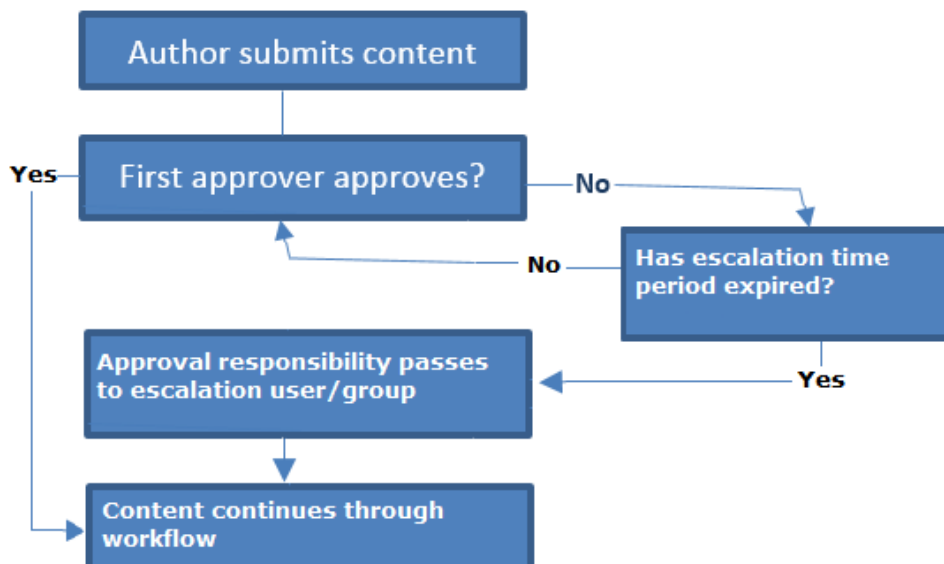 Author submits content
Yes
First approver approves?
No
Has escalation time
period expired?
No
Approval responsibility passes
to escalation user/group
Yes
Content continues through
workflow